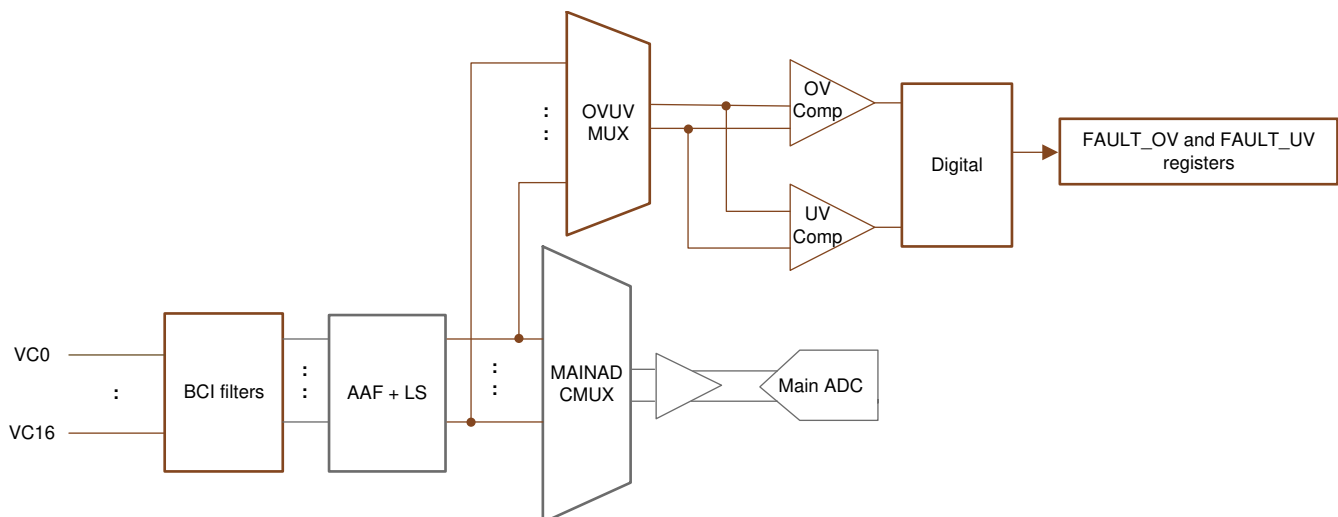 OVUV
MUX
OV
Comp
UV
Comp
Digital
FAULT_OV and FAULT_UV
registers
VC0
:
VC16
BCI filters
:
AAF + LS
:
MAINAD
CMUX
Main ADC